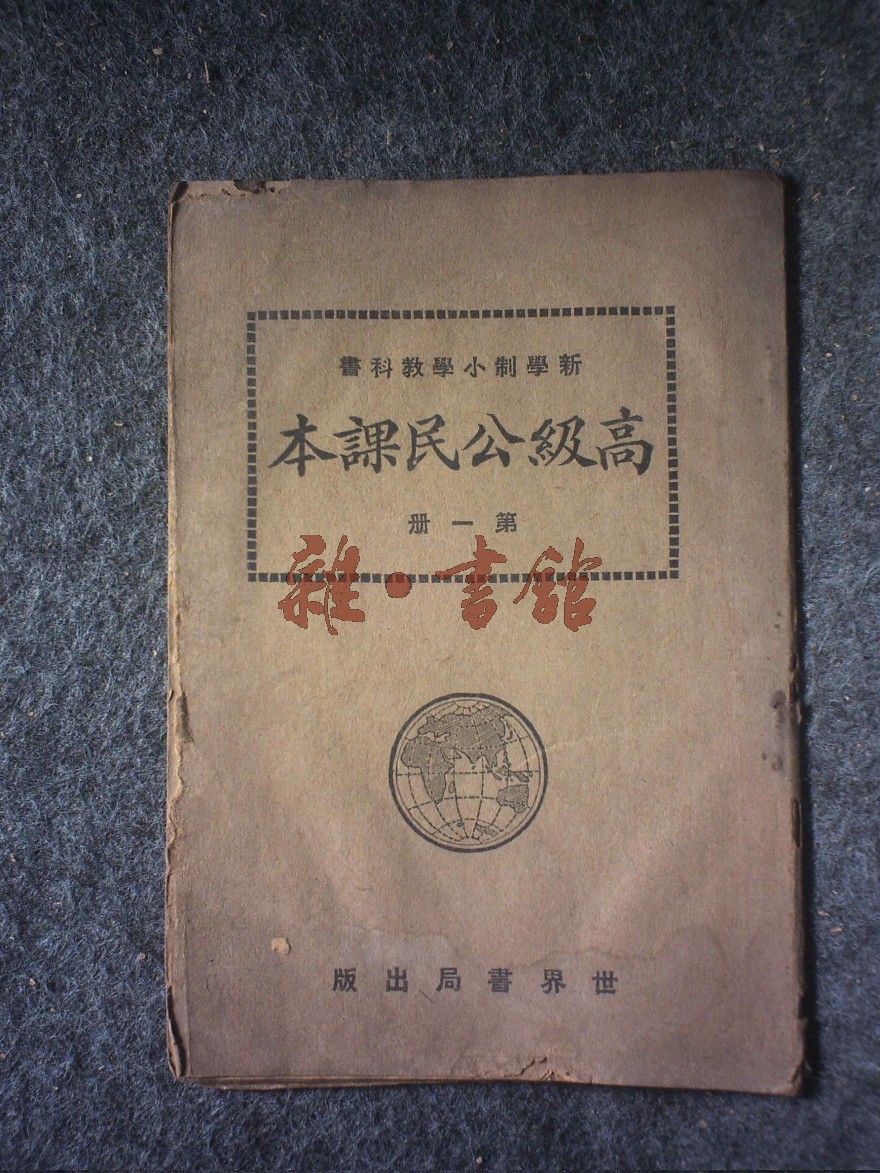 新學制小學教科書
高級公民課本
第一册
雜·書館
世界書局出版